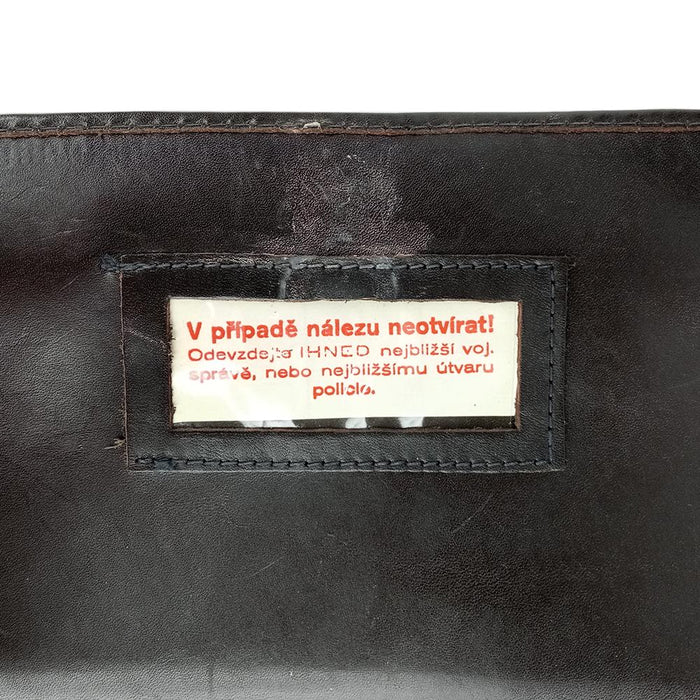 V případě nálezu neotvírat!
Odevzdejte IHNED nejbližší voj.
správě, nebo nejbližšímu útvaru
policie.